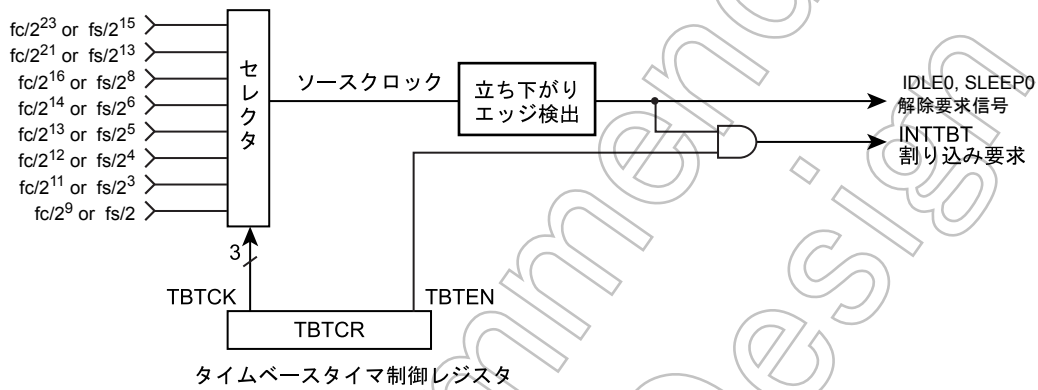 fc/2^23 or fs/2^15
fc/2^21 or fs/2^13
fc/2^16 or fs/2^8
fc/2^14 or fs/2^6
fc/2^13 or fs/2^5
fc/2^12 or fs/2^4
fc/2^11 or fs/2^3
fc/2^9 or fs/2
セレクタ
ソースクロック
立ち下がり
エッジ検出
IDLE0, SLEEP0
解除要求信号
INTTBT
割り込み要求
3
TBTCK
TBTEN
TBTCR
タイムベースタイマ制御レジスタ